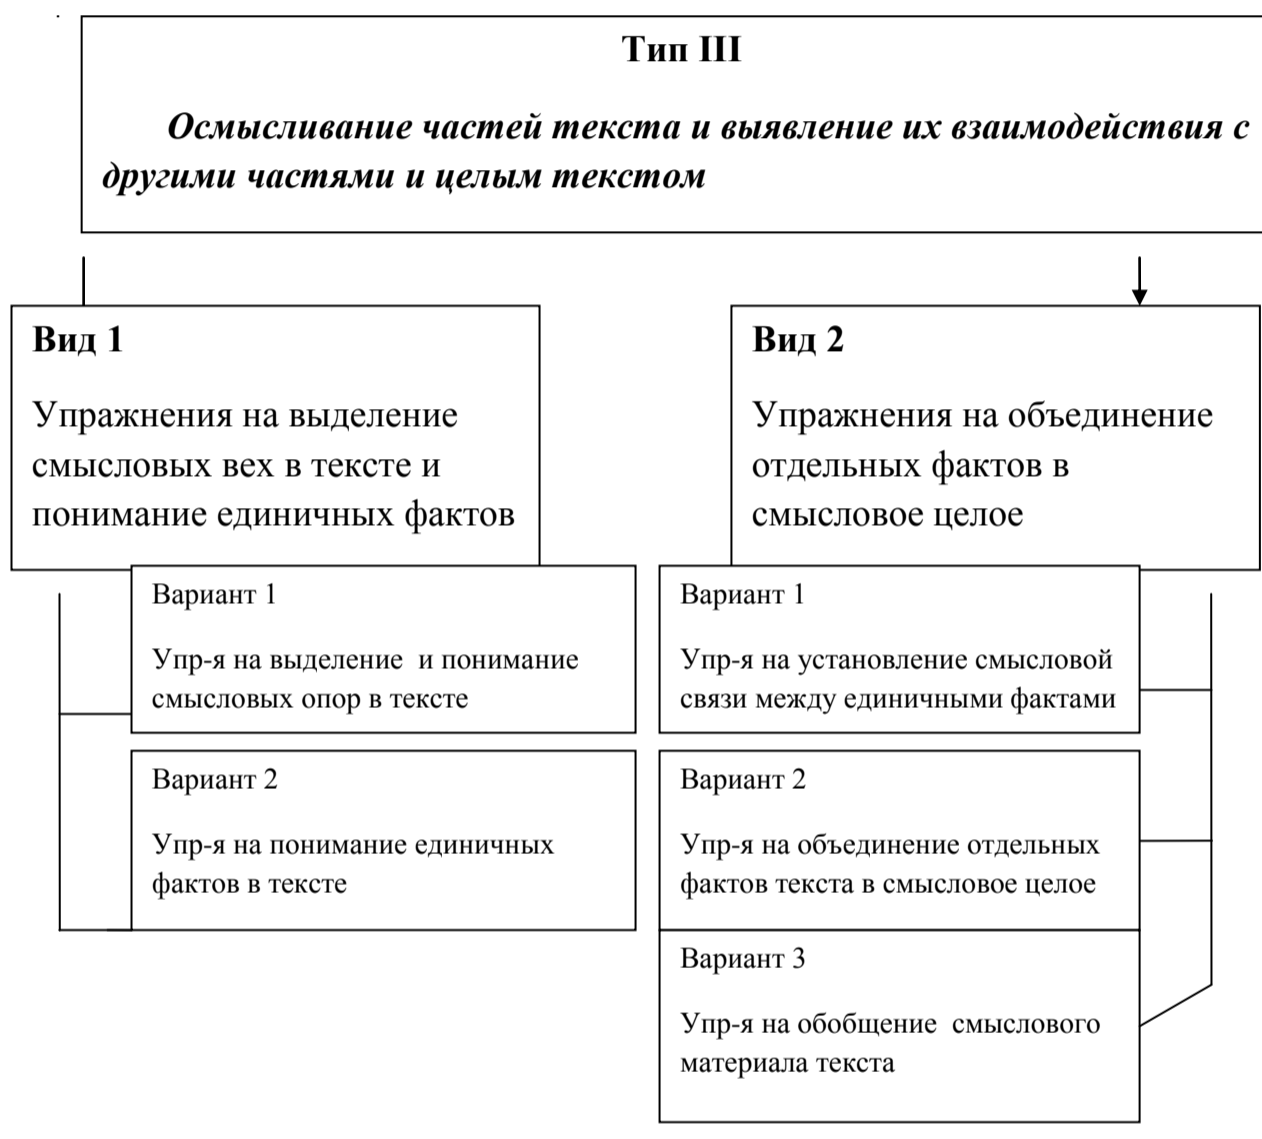 Тип III
Осмысливание частей текста и выявление их взаимодействия с
другими частями и целым текстом
Вид 1
Упражнения на выделение
смысловых вех в тексте и
понимание единичных фактов
Вариант 1
Упр-я на выделение и понимание
смысловых опор в тексте
Вариант 2
Упр-я на понимание единичных
фактов в тексте
Вид 2
Упражнения на объединение
отдельных фактов в
смысловое целое
Вариант 1
Упр-я на установление смысловой
связи между единичными фактами
Вариант 2
Упр-я на объединение отдельных
фактов текста в смысловое целое
Вариант 3
Упр-я на обобщение смыслового
материала текста